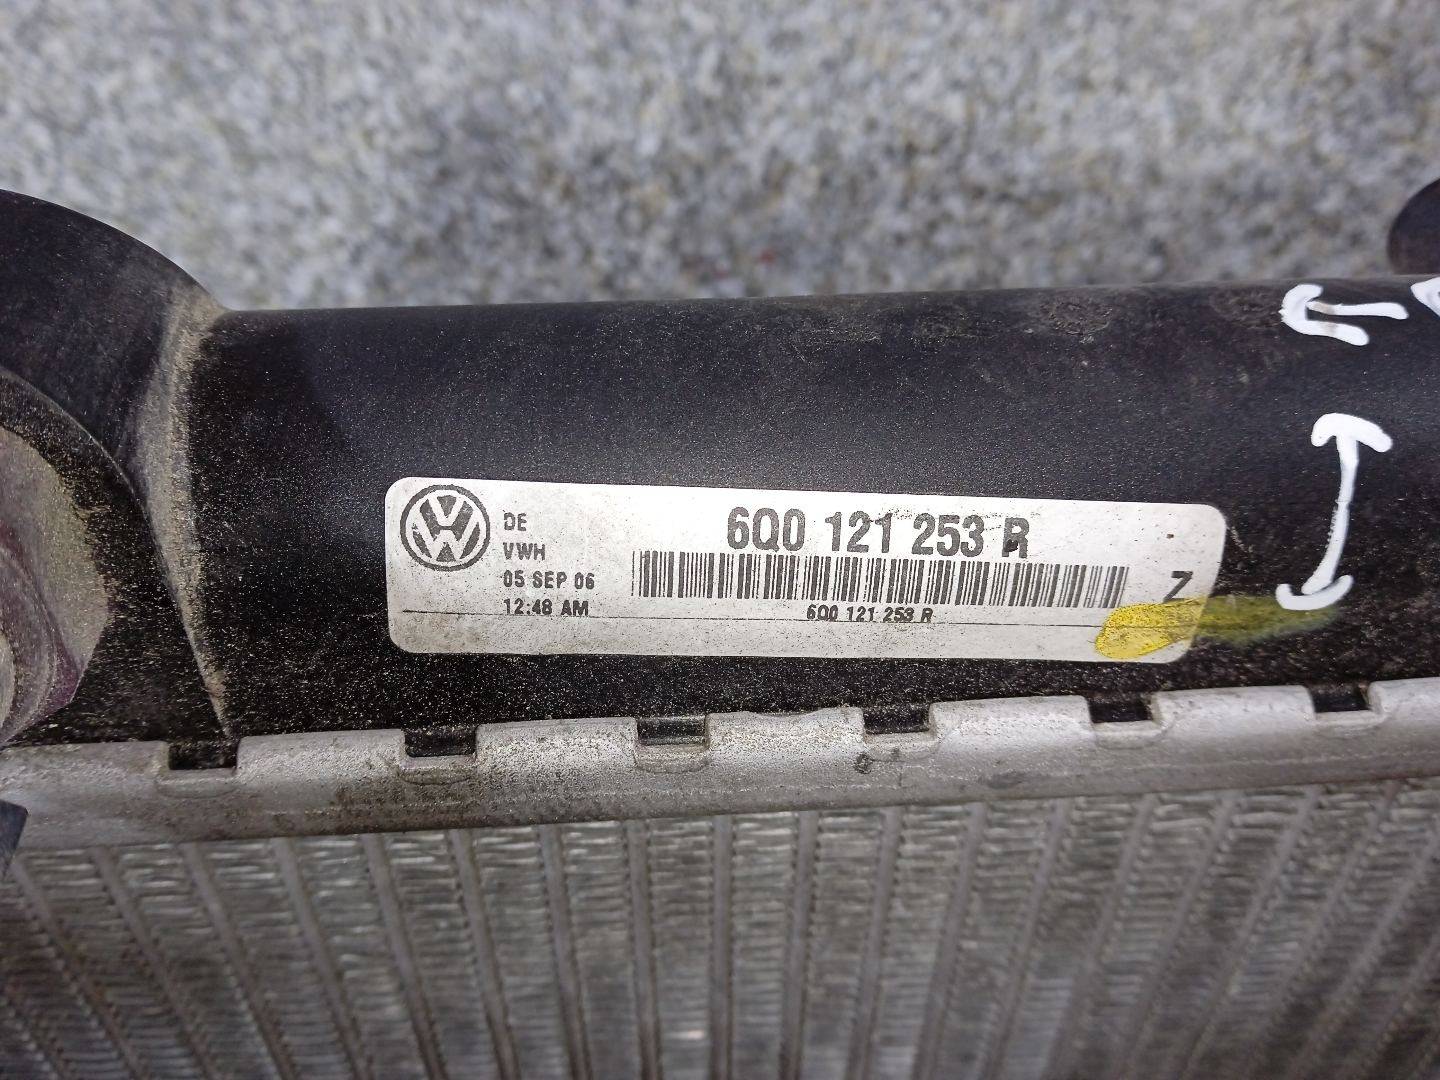 DE
VWH
05 SEP 06
12:48 AM
6Q0 121 253 R
6Q0 121 253 R
Z